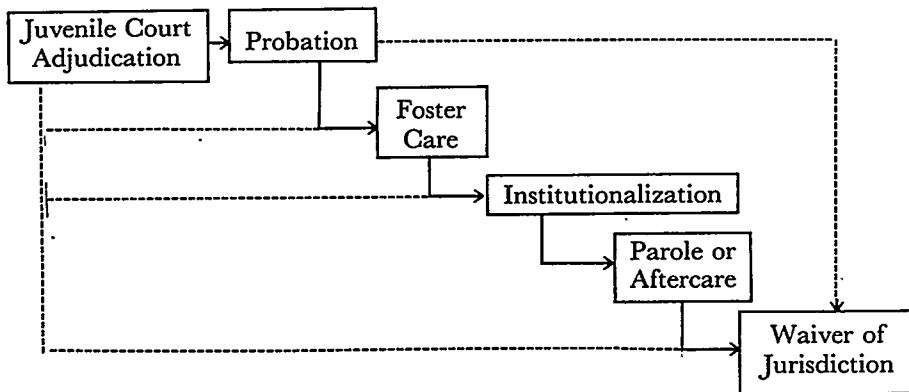 Juvenile Court
Adjudication
Probation
Foster
Care
Institutionalization
Parole or
Aftercare
Waiver of
Jurisdiction